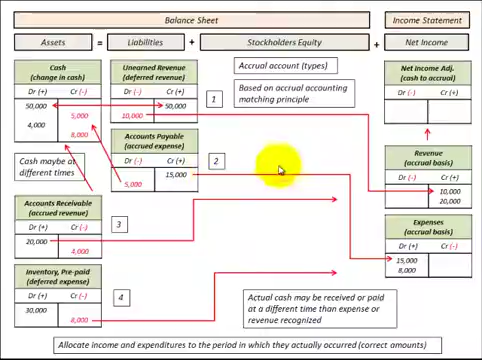 Balance Sheet
Income Statement
Assets = Liabilities + Stockholders Equity + Net Income
Cash
(change in cash)
Dr (+) Cr (-)
50,000
5,000
4,000
8,000
Unearned Revenue
(deferred revenue)
Dr (-) Cr (+)
50,000
10,000
1
Accrual account (types)
Based on accrual accounting
matching principle
Net Income Adj.
(cash to accrual)
Dr (+) Cr (-)
Accounts Payable
(accrued expense)
Dr (-) Cr (+)
15,000
5,000
2
Cash maybe at
different times
Revenue
(accrual basis)
Dr (-) Cr (+)
10,000
20,000
Accounts Receivable
(accrued revenue)
Dr (+) Cr (-)
20,000
4,000
3
Expenses
(accrual basis)
Dr (+) Cr (-)
15,000
8,000
Inventory, Pre-paid
(deferred expense)
Dr (+) Cr (-)
30,000
8,000
4
Actual cash may be received or paid
at a different time than expense or
revenue recognized
Allocate income and expenditures to the period in which they actually occurred (correct amounts)